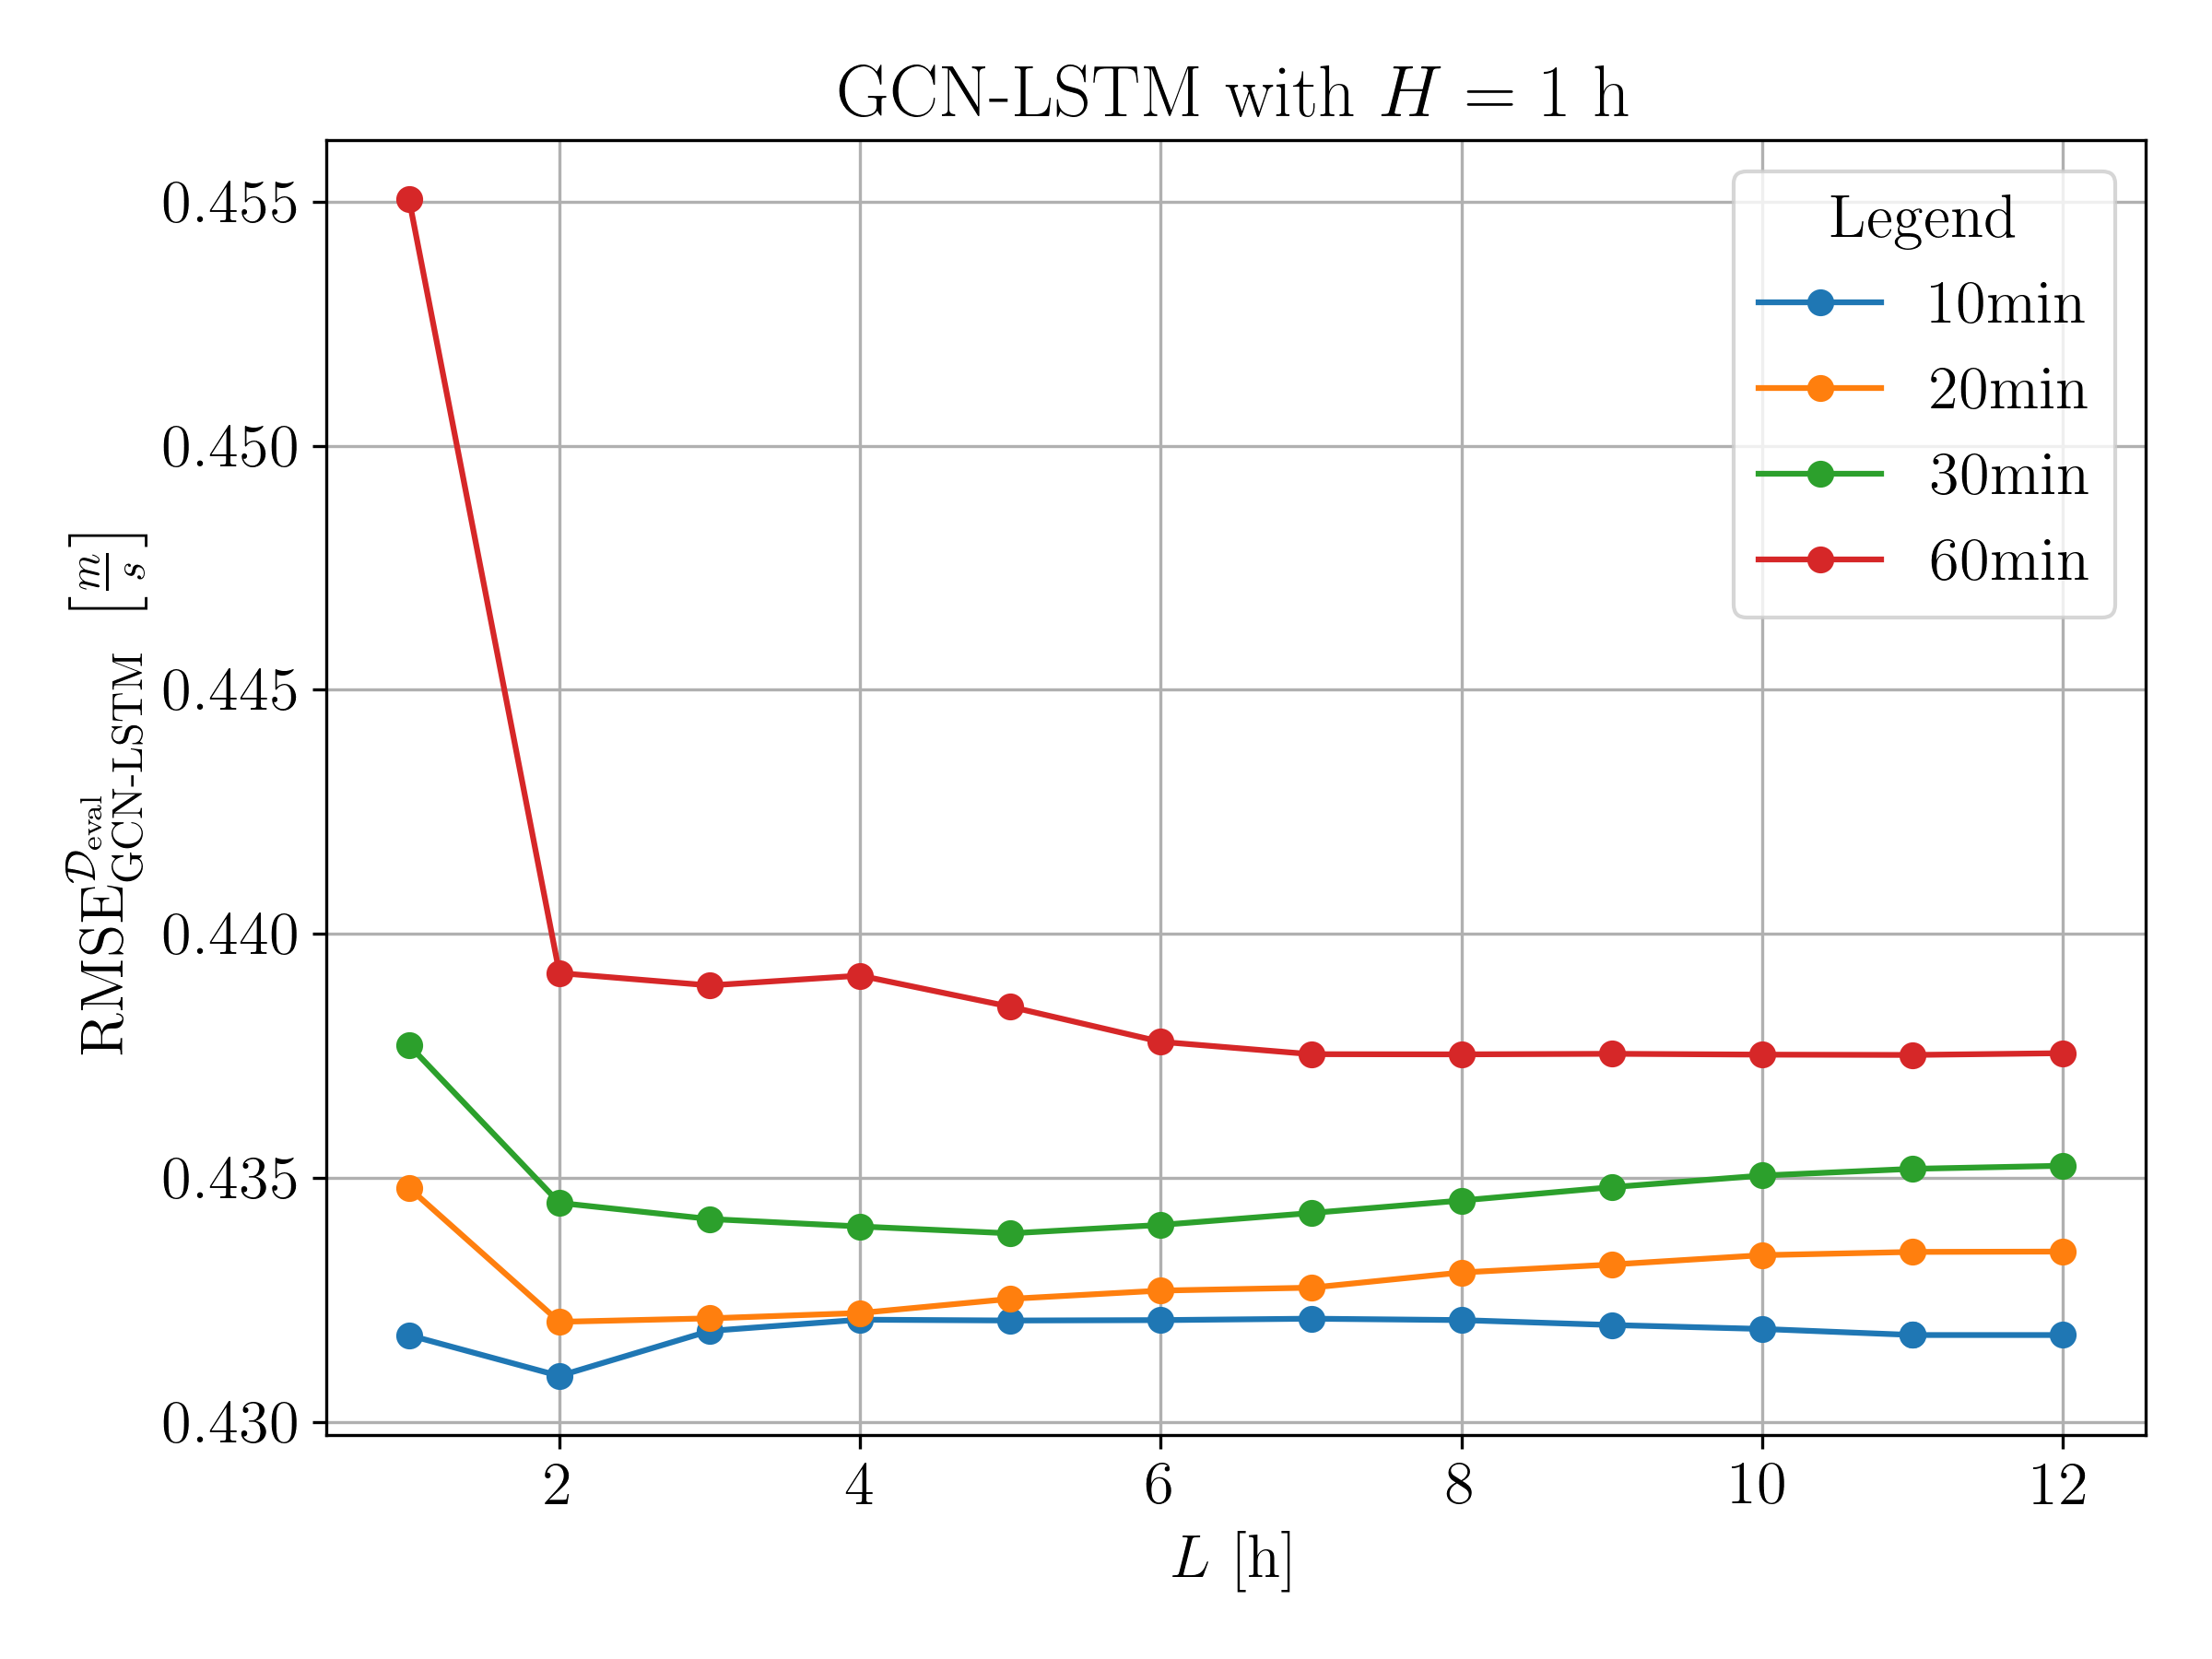 GCN-LSTM with H = 1 h
RMSE^{𝒟_eval}_{GCN-LSTM} [m/s]
0.455
0.450
0.445
0.440
0.435
0.430
Legend
10min
20min
30min
60min
2 4 6 8 10 12
L [h]